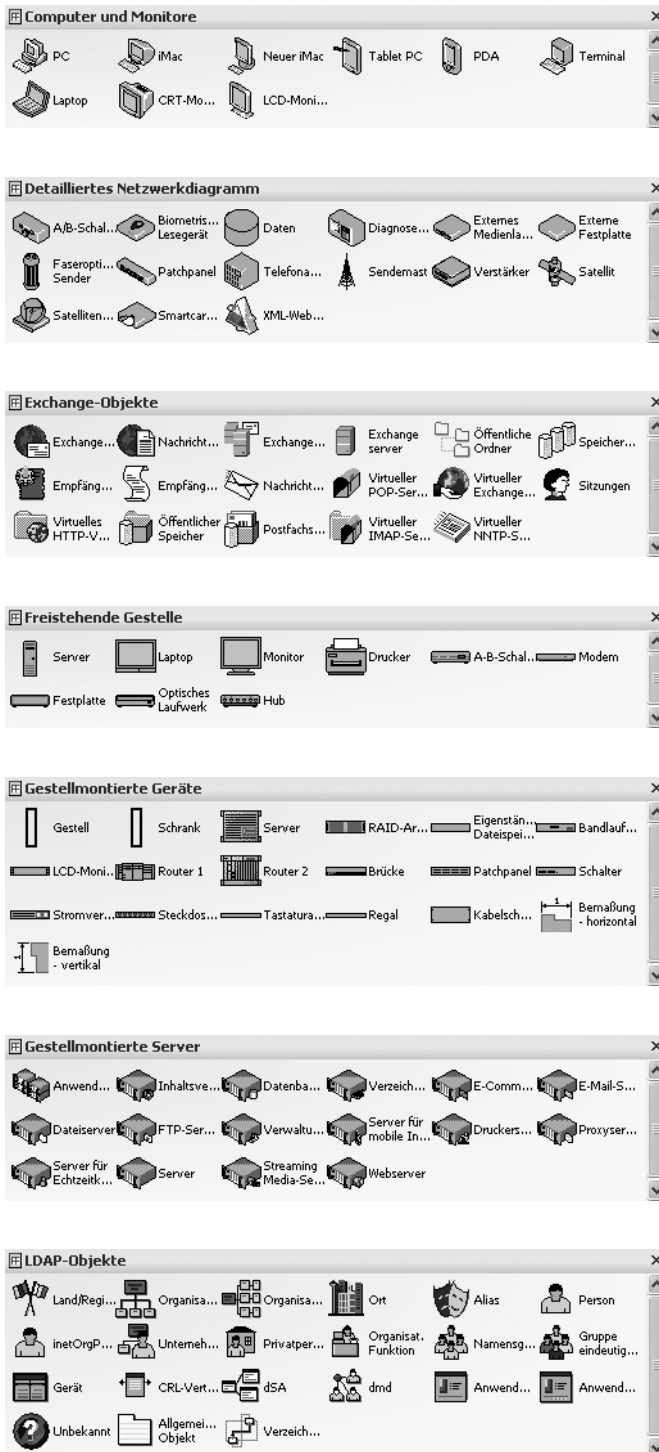 Computer und Monitore
PC iMac Neuer iMac Tablet PC PDA Terminal
Laptop CRT-Mo... LCD-Moni...
Detailliertes Netzwerkdiagramm
A/B-Schal... Biometris... Lesegerät Daten Diagnose... Externes Medienla... Externe Festplatte
Faseropti... Sender Patchpanel Telefona... Sendemast Verstärker Satellit
Satelliten... Smartcar... XML-Web...
Exchange-Objekte
Exchange... Nachricht... Exchange... Exchange server Öffentliche Ordner Speicher...
Empfäng... Empfäng... Nachricht... Virtueller POP-Ser... Virtueller Exchange... Sitzungen
Virtuelles HTTP-V... Öffentlicher Speicher Postfachs... Virtueller IMAP-Se... Virtueller NNTP-S...
Freistehende Gestelle
Server Laptop Monitor Drucker A-B-Schal... Modem
Festplatte Optisches Laufwerk Hub
Gestellmontierte Geräte
Gestell Schrank Server RAID-Ar... Eigenstän... Dateispei... Bandlauf...
LCD-Moni... Router 1 Router 2 Brücke Patchpanel Schalter
Stromver... Steckdos... Tastatura... Regal Kabelsch... Bemaßung - horizontal
Bemaßung - vertikal
Gestellmontierte Server
Anwend... Inhaltsve... Datenba... Verzeich... E-Comm... E-Mail-S...
Dateiserver FTP-Ser... Verwaltu... Server für mobile In... Druckers... Proxyser...
Server für Echtzeitk... Server Streaming Media-Se... Webserver
LDAP-Objekte
Land/Regi... Organisa... Organisa... Ort Alias Person
inetOrgP... Unterneh... Privatper... Organisat. Funktion Namensg... Gruppe eindeutig...
Gerät CRL-Vert... dSA dmd Anwend... Anwend...
Unbekannt Allgemei... Objekt Verzeich...